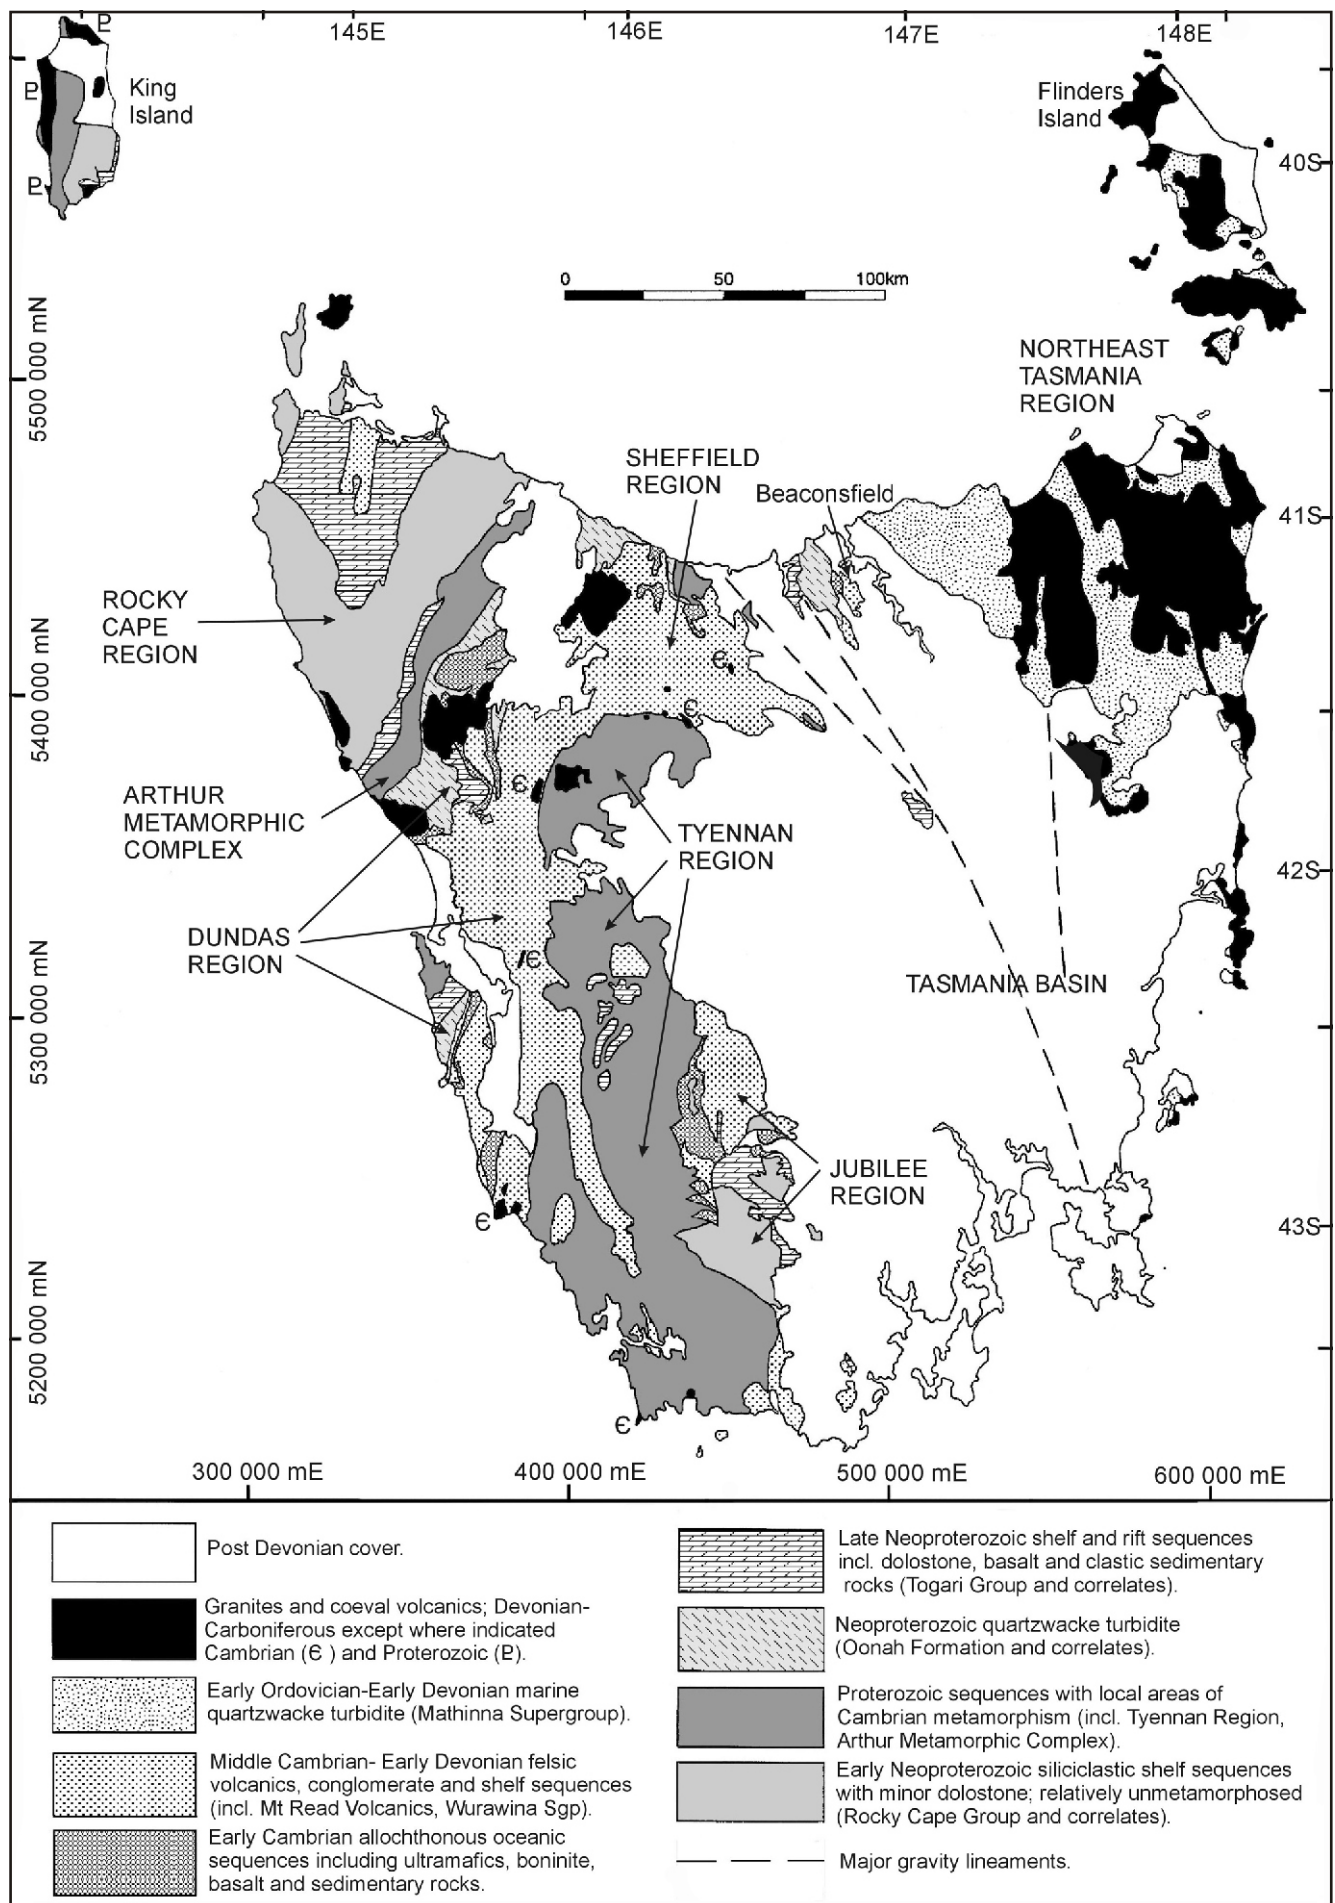 145E
146E
147E
148E
P
P
P
King
Island
Flinders
Island
40S
0 50 100km
NORTHEAST
TASMANIA
REGION
5500 000 mN
SHEFFIELD
REGION
Beaconsfield
41S
ROCKY
CAPE
REGION
5400 000 mN
Є
Є
Є
ARTHUR
METAMORPHIC
COMPLEX
TYENNAN
REGION
42S
DUNDAS
REGION
Є
TASMANIA BASIN
5300 000 mN
JUBILEE
REGION
Є
43S
5200 000 mN
Є
300 000 mE
400 000 mE
500 000 mE
600 000 mE
Post Devonian cover.
Granites and coeval volcanics; Devonian-
Carboniferous except where indicated
Cambrian (Є ) and Proterozoic (P).
Early Ordovician-Early Devonian marine
quartzwacke turbidite (Mathinna Supergroup).
Middle Cambrian- Early Devonian felsic
volcanics, conglomerate and shelf sequences
(incl. Mt Read Volcanics, Wurawina Sgp).
Early Cambrian allochthonous oceanic
sequences including ultramafics, boninite,
basalt and sedimentary rocks.
Late Neoproterozoic shelf and rift sequences
incl. dolostone, basalt and clastic sedimentary
rocks (Togari Group and correlates).
Neoproterozoic quartzwacke turbidite
(Oonah Formation and correlates).
Proterozoic sequences with local areas of
Cambrian metamorphism (incl. Tyennan Region,
Arthur Metamorphic Complex).
Early Neoproterozoic siliciclastic shelf sequences
with minor dolostone; relatively unmetamorphosed
(Rocky Cape Group and correlates).
Major gravity lineaments.